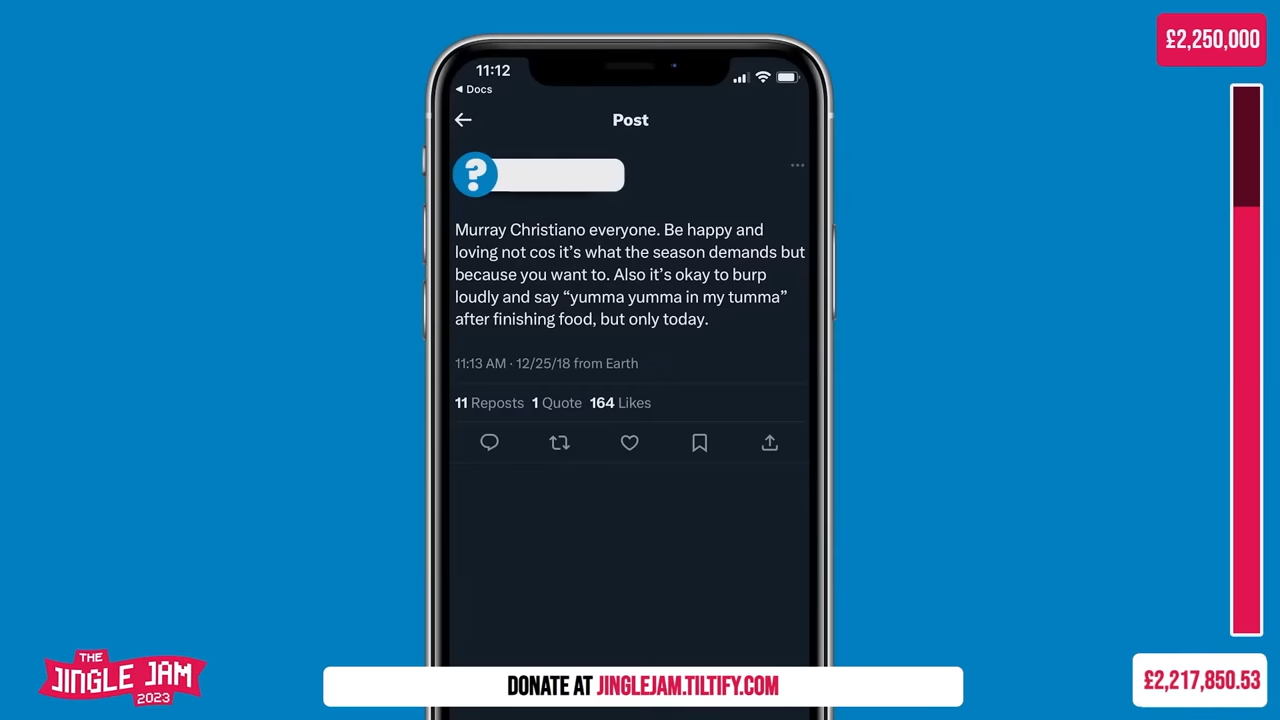 £2,250,000
11:12
Docs
Post
?
Murray Christiano everyone. Be happy and
loving not cos it’s what the season demands but
because you want to. Also it’s okay to burp
loudly and say “yumma yumma in my tumma”
after finishing food, but only today.
11:13 AM · 12/25/18 from Earth
11 Reposts 1 Quote 164 Likes
THE
JINGLE JAM
2023
DONATE AT JINGLEJAM.TILTIFY.COM
£2,217,850.53